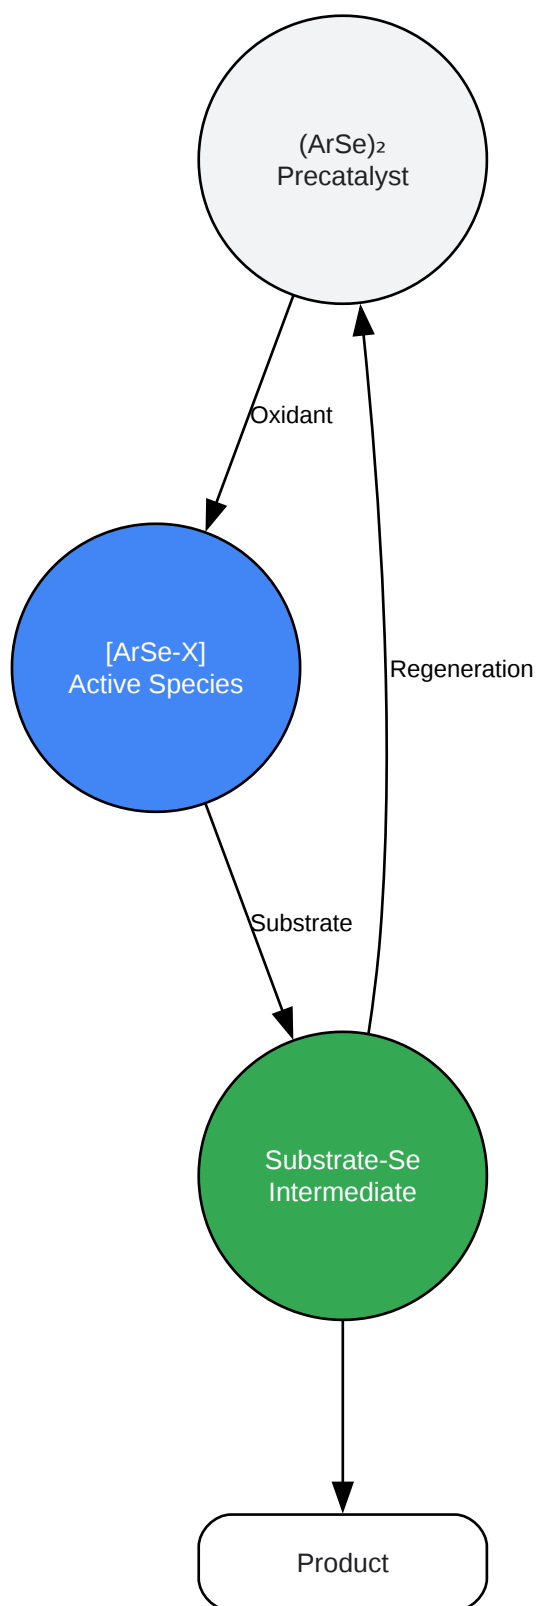 (ArSe)₂
Precatalyst
Oxidant
[ArSe-X]
Active Species
Regeneration
Substrate
Substrate-Se
Intermediate
Product